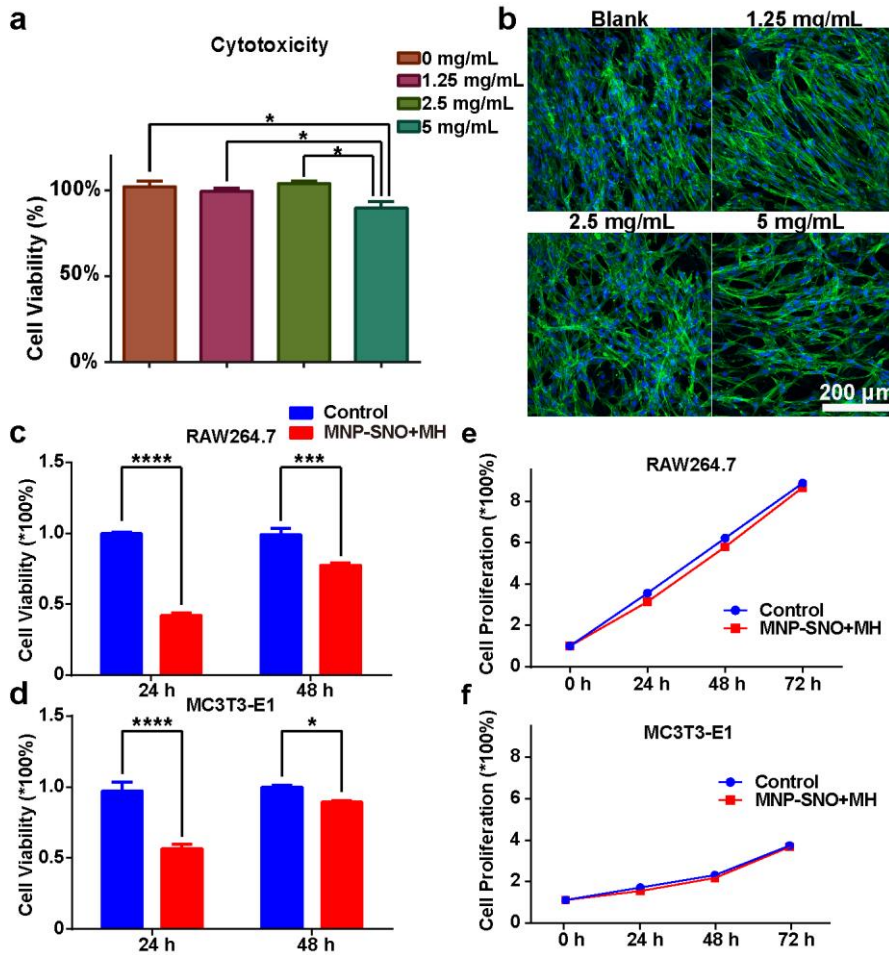 a
Cytotoxicity
0 mg/mL
1.25 mg/mL
2.5 mg/mL
5 mg/mL
*
*
*
Cell Viability (%)
100%
50%
0%
b
Blank
1.25 mg/mL
2.5 mg/mL
5 mg/mL
200 µm
c
Control
MNP-SNO+MH
RAW264.7
Cell Viability (*100%)
1.5
1.0
0.5
0
****
***
24 h
48 h
d
MC3T3-E1
Cell Viability (*100%)
1.5
1.0
0.5
0
****
*
24 h
48 h
e
RAW264.7
Cell Proliferation (*100%)
8
6
4
2
0
Control
MNP-SNO+MH
0 h
24 h
48 h
72 h
f
MC3T3-E1
Cell Proliferation (*100%)
8
6
4
2
0
Control
MNP-SNO+MH
0 h
24 h
48 h
72 h